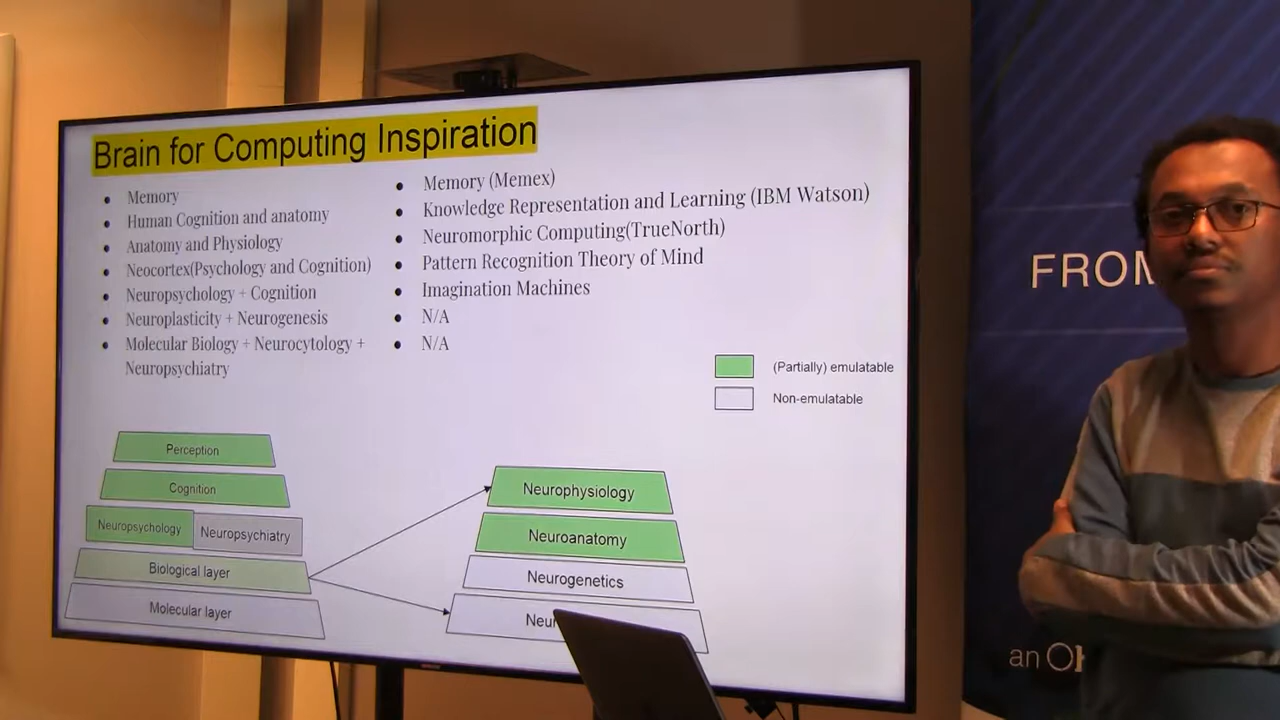 Brain for Computing Inspiration
Memory
Human Cognition and anatomy
Anatomy and Physiology
Neocortex(Psychology and Cognition)
Neuropsychology + Cognition
Neuroplasticity + Neurogenesis
Molecular Biology + Neurocytology +
Neuropsychiatry
Memory (Memex)
Knowledge Representation and Learning (IBM Watson)
Neuromorphic Computing(TrueNorth)
Pattern Recognition Theory of Mind
Imagination Machines
N/A
N/A
(Partially) emulatable
Non-emulatable
Perception
Cognition
Neuropsychology
Neuropsychiatry
Biological layer
Molecular layer
Neurophysiology
Neuroanatomy
Neurogenetics
FROM
an